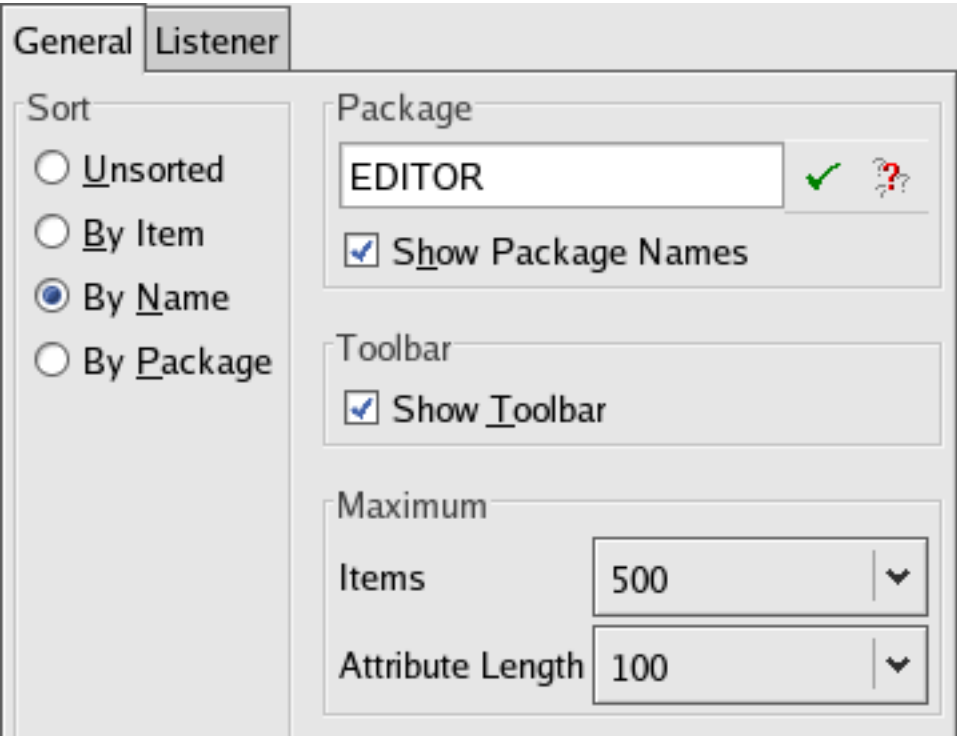 General Listener
Sort
Unsorted
By Item
By Name
By Package
Package
EDITOR
Show Package Names
Toolbar
Show Toolbar
Maximum
Items 500
Attribute Length 100